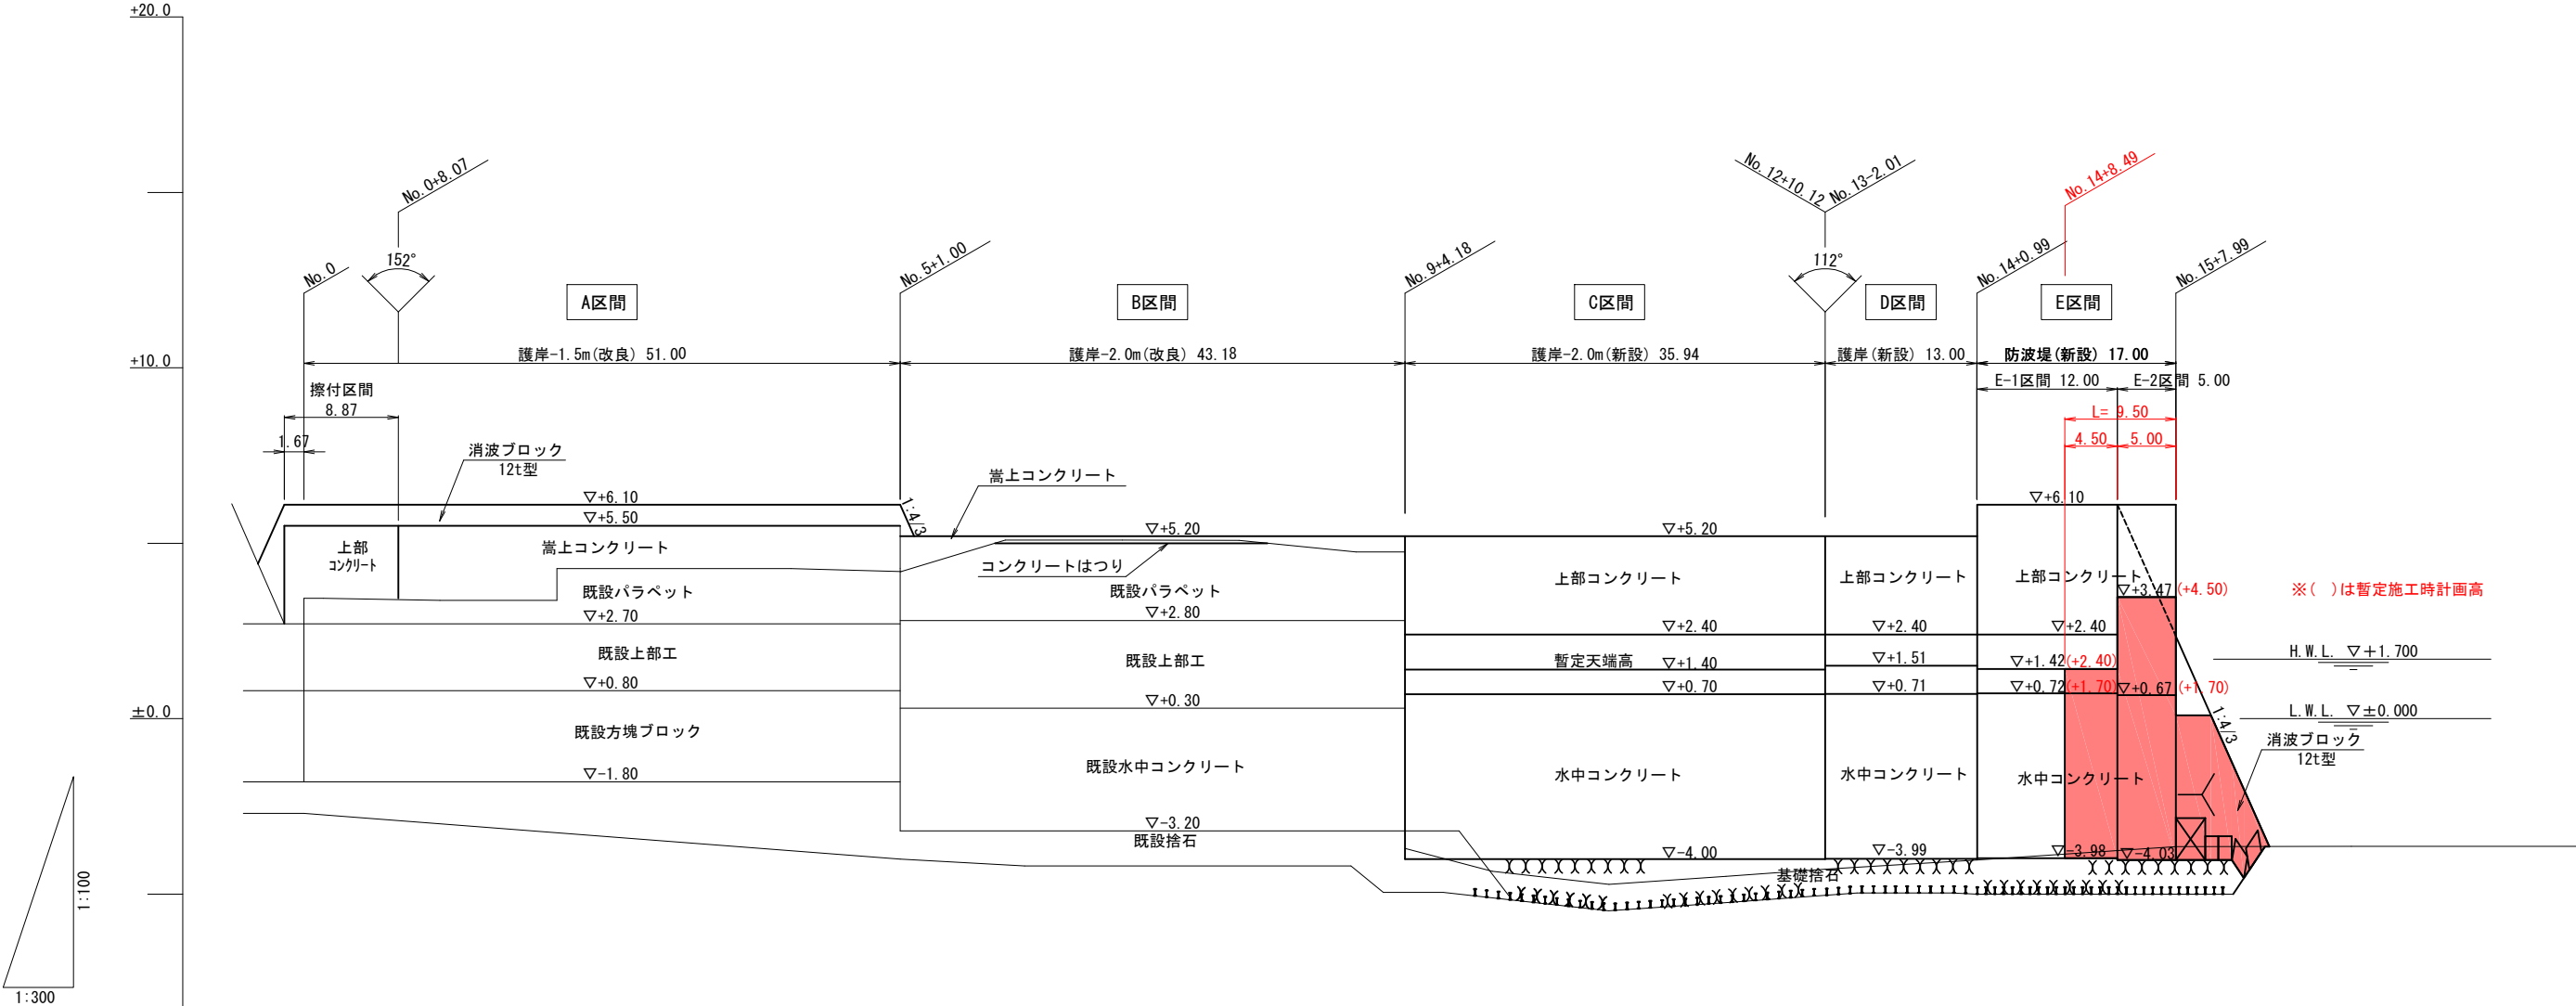 +20.0
No.0+8.07
No.12+10.12
No.13-2.01
No.14+8.49
No.0
152°
No.5+1.00
No.9+4.18
112°
No.14+0.99
No.15+7.99
A区間
B区間
C区間
D区間
E区間
+10.0
護岸-1.5m(改良) 51.00
護岸-2.0m(改良) 43.18
護岸-2.0m(新設) 35.94
護岸(新設) 13.00
防波堤(新設) 17.00
E-1区間 12.00
E-2区間 5.00
擦付区間
8.87
L= 9.50
1.67
4.50
5.00
消波ブロック
12t型
嵩上コンクリート
▽+6.10
▽+5.50
1:4/3
▽+5.20
▽+5.20
▽+6.10
上部
コンクリート
嵩上コンクリート
コンクリートはつり
既設パラペット
既設パラペット
上部コンクリート
上部コンクリート
上部コンクリート
▽+3.47(+4.50)
※( )は暫定施工時計画高
▽+2.70
▽+2.80
▽+2.40
▽+2.40
▽+2.40
既設上部工
既設上部工
暫定天端高 ▽+1.40
▽+1.51
▽+1.42(+2.40)
H.W.L. ▽+1.700
▽+0.80
▽+0.30
▽+0.70
▽+0.71
▽+0.72(+1.70)
▽+0.67(+1.70)
±0.0
L.W.L. ▽±0.000
1:4/3
既設方塊ブロック
既設水中コンクリート
水中コンクリート
水中コンクリート
水中コンクリート
消波ブロック
12t型
▽-1.80
▽-3.20
既設捨石
▽-4.00
▽-3.99
▽-3.98
▽-4.03
基礎捨石
1:100
1:300